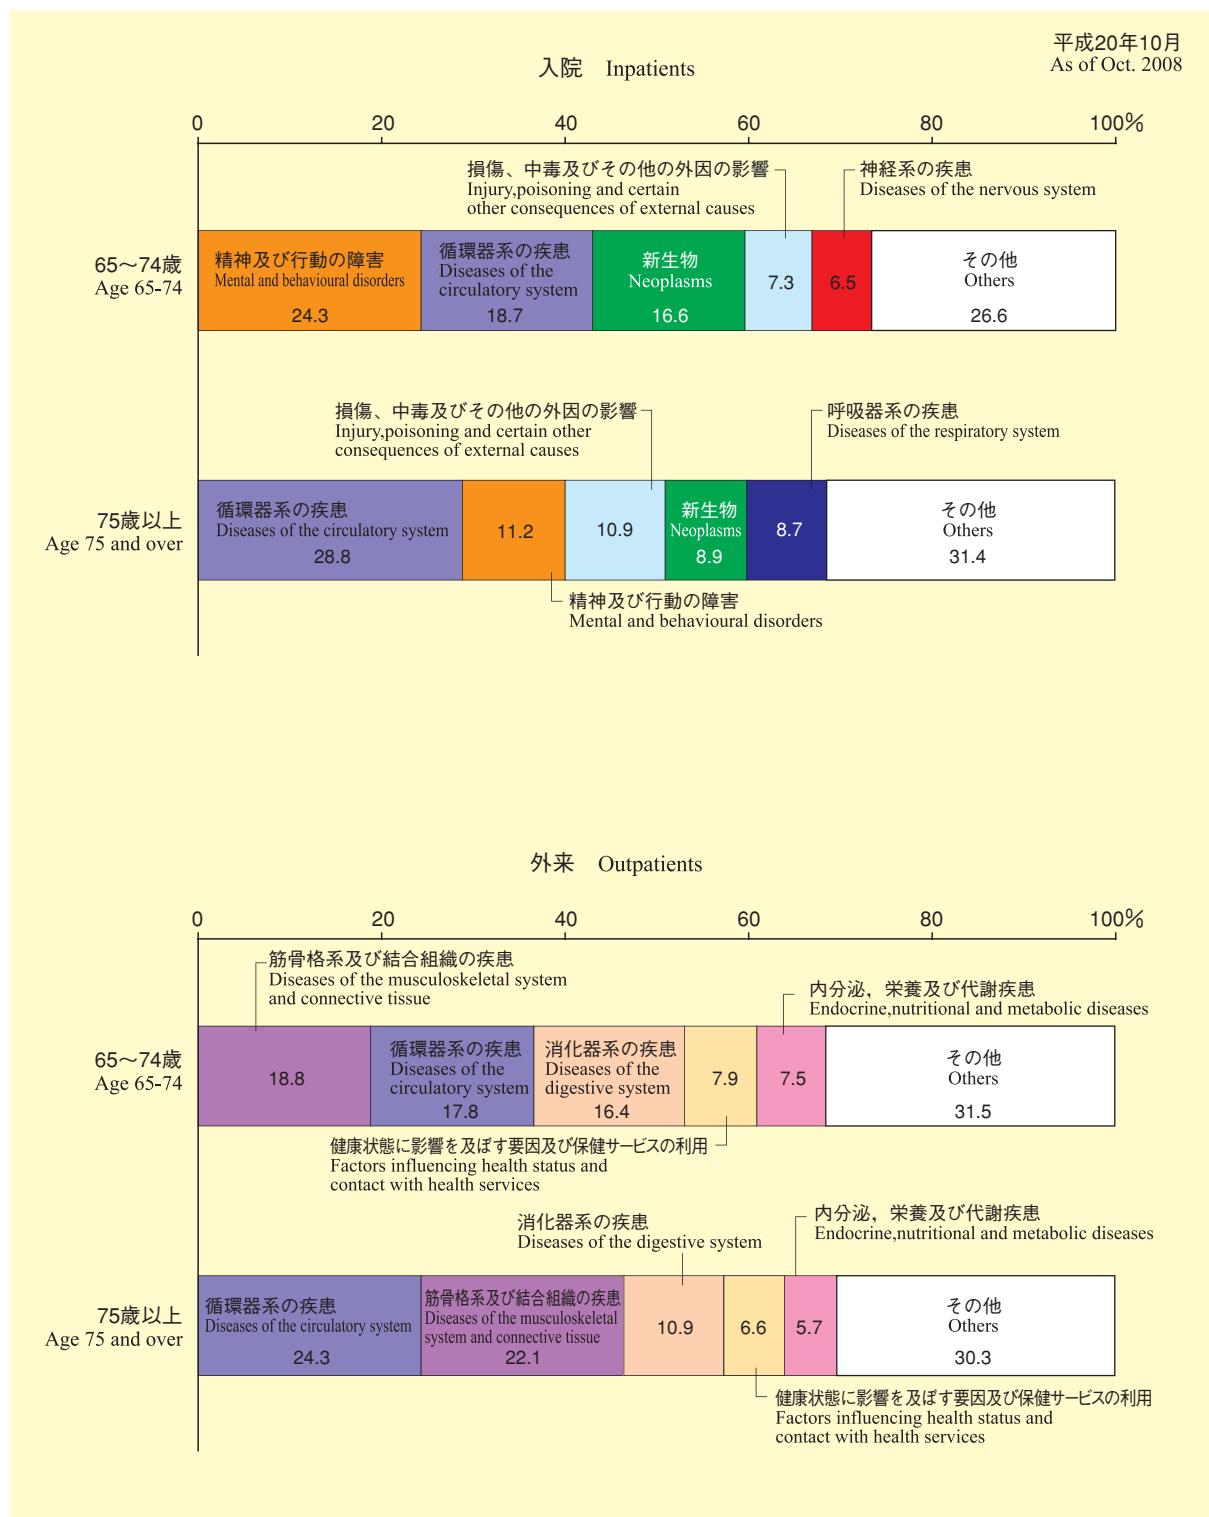 平成20年10月
As of Oct. 2008
入院 Inpatients
0 20 40 60 80 100%
損傷、中毒及びその他の外因の影響
Injury,poisoning and certain
other consequences of external causes
神経系の疾患
Diseases of the nervous system
65〜74歳
Age 65-74
精神及び行動の障害
Mental and behavioural disorders
24.3
循環器系の疾患
Diseases of the
circulatory system
18.7
新生物
Neoplasms
16.6
7.3
6.5
その他
Others
26.6
損傷、中毒及びその他の外因の影響
Injury,poisoning and certain other
consequences of external causes
呼吸器系の疾患
Diseases of the respiratory system
75歳以上
Age 75 and over
循環器系の疾患
Diseases of the circulatory system
28.8
11.2
10.9
新生物
Neoplasms
8.9
8.7
その他
Others
31.4
精神及び行動の障害
Mental and behavioural disorders
外来 Outpatients
0 20 40 60 80 100%
筋骨格系及び結合組織の疾患
Diseases of the musculoskeletal system
and connective tissue
内分泌，栄養及び代謝疾患
Endocrine,nutritional and metabolic diseases
65〜74歳
Age 65-74
18.8
循環器系の疾患
Diseases of the
circulatory system
17.8
消化器系の疾患
Diseases of the
digestive system
16.4
7.9
7.5
その他
Others
31.5
健康状態に影響を及ぼす要因及び保健サービスの利用
Factors influencing health status and
contact with health services
消化器系の疾患
Diseases of the digestive system
内分泌，栄養及び代謝疾患
Endocrine,nutritional and metabolic diseases
75歳以上
Age 75 and over
循環器系の疾患
Diseases of the circulatory system
24.3
筋骨格系及び結合組織の疾患
Diseases of the musculoskeletal
system and connective tissue
22.1
10.9
6.6
5.7
その他
Others
30.3
健康状態に影響を及ぼす要因及び保健サービスの利用
Factors influencing health status and
contact with health services